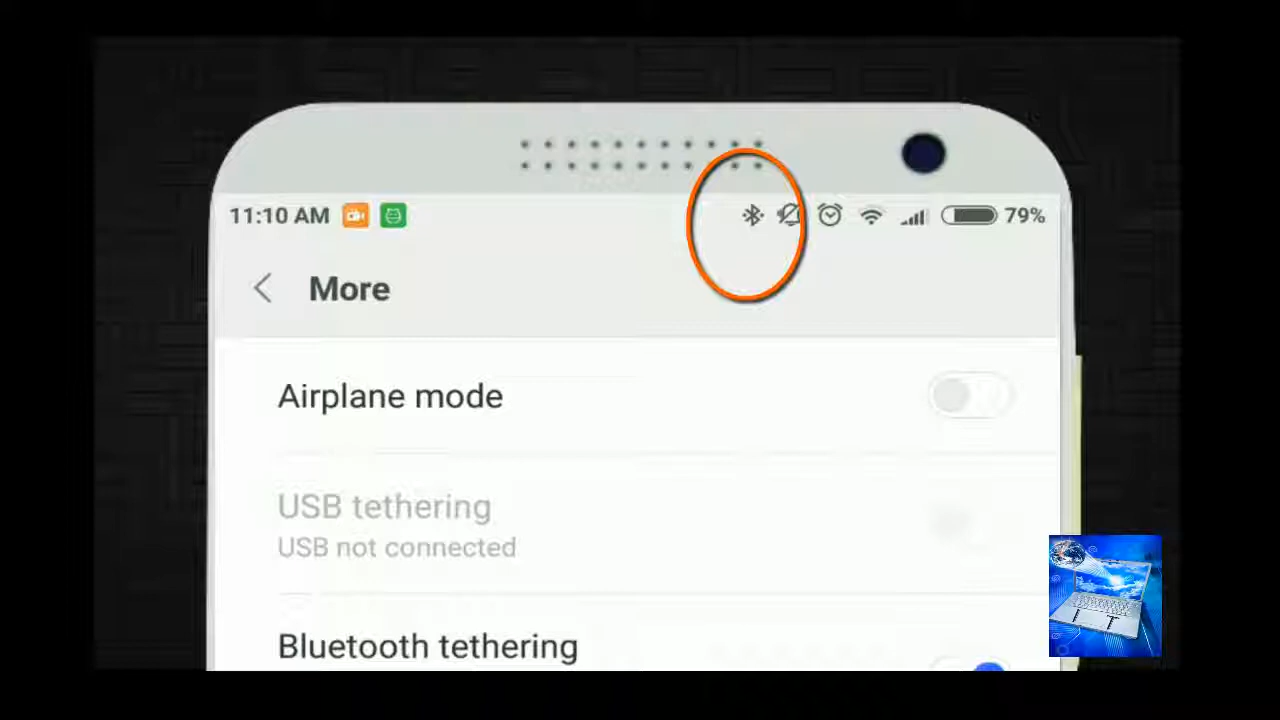 11:10 AM 79%
More
Airplane mode
USB tethering
USB not connected
Bluetooth tethering